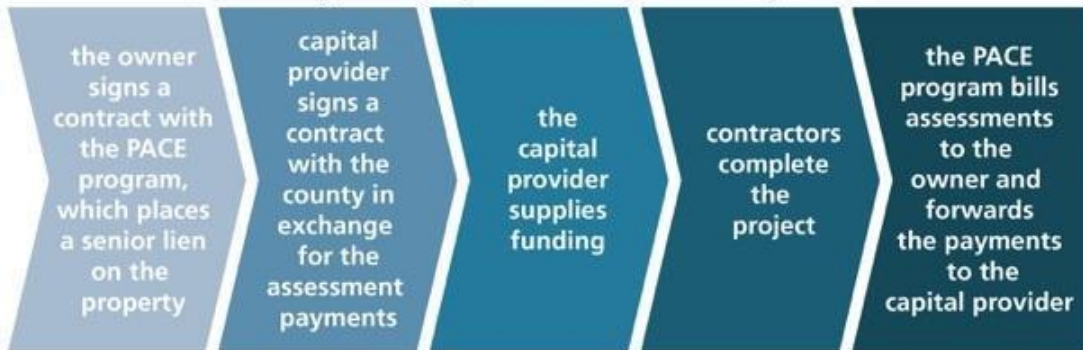 the owner
signs a
contract with
the PACE
program,
which places
a senior lien
on the
property
capital
provider
signs a
contract
with the
county in
exchange
for the
assessment
payments
the
capital
provider
supplies
funding
contractors
complete
the
project
the PACE
program bills
assessments
to the
owner and
forwards
the payments
to the
capital provider